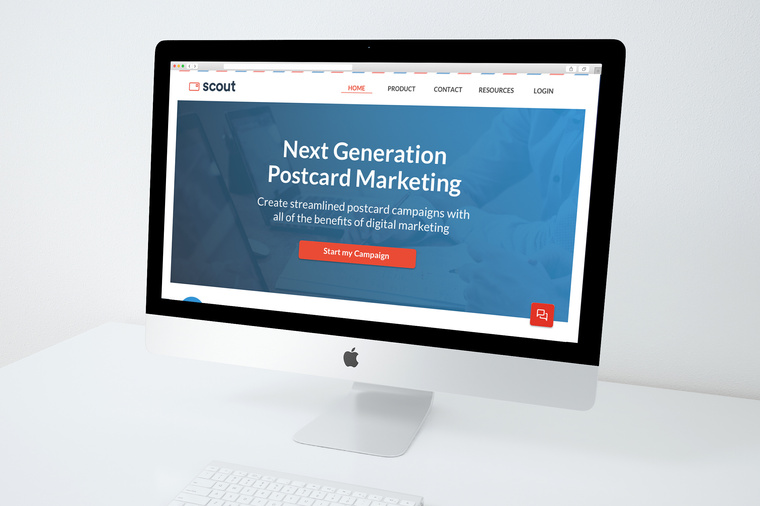 scout
HOME PRODUCT CONTACT RESOURCES LOGIN
Next Generation
Postcard Marketing
Create streamlined postcard campaigns with
all of the benefits of digital marketing
Start my Campaign